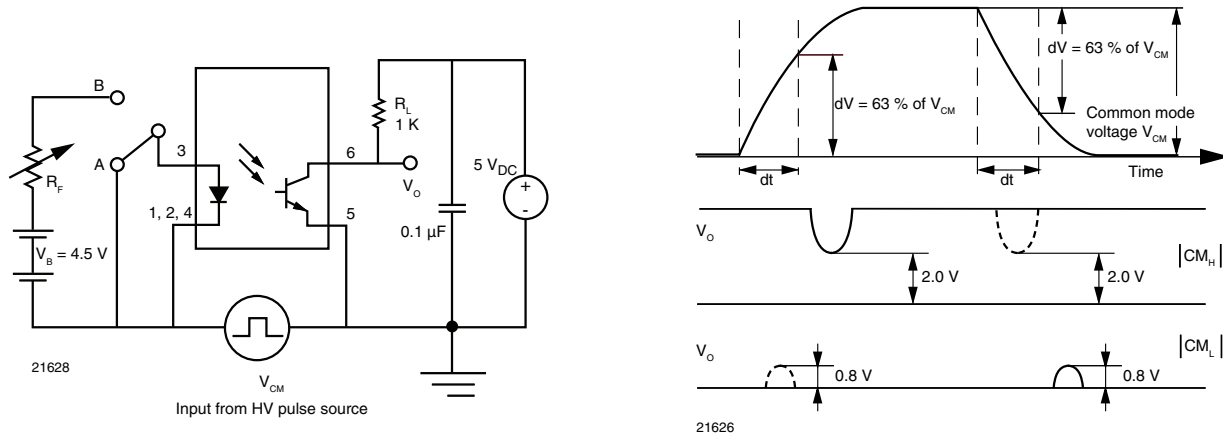 B
A
3
R_F
1, 2, 4
V_B = 4.5 V
6
5
R_L
1 K
V_O
0.1 µF
5 V_DC
+
-
21628
V_CM
Input from HV pulse source
dV = 63 % of V_CM
dV = 63 % of V_CM
Common mode
voltage V_CM
dt
dt
Time
V_O
2.0 V
2.0 V
|CM_H|
V_O
0.8 V
0.8 V
|CM_L|
21626